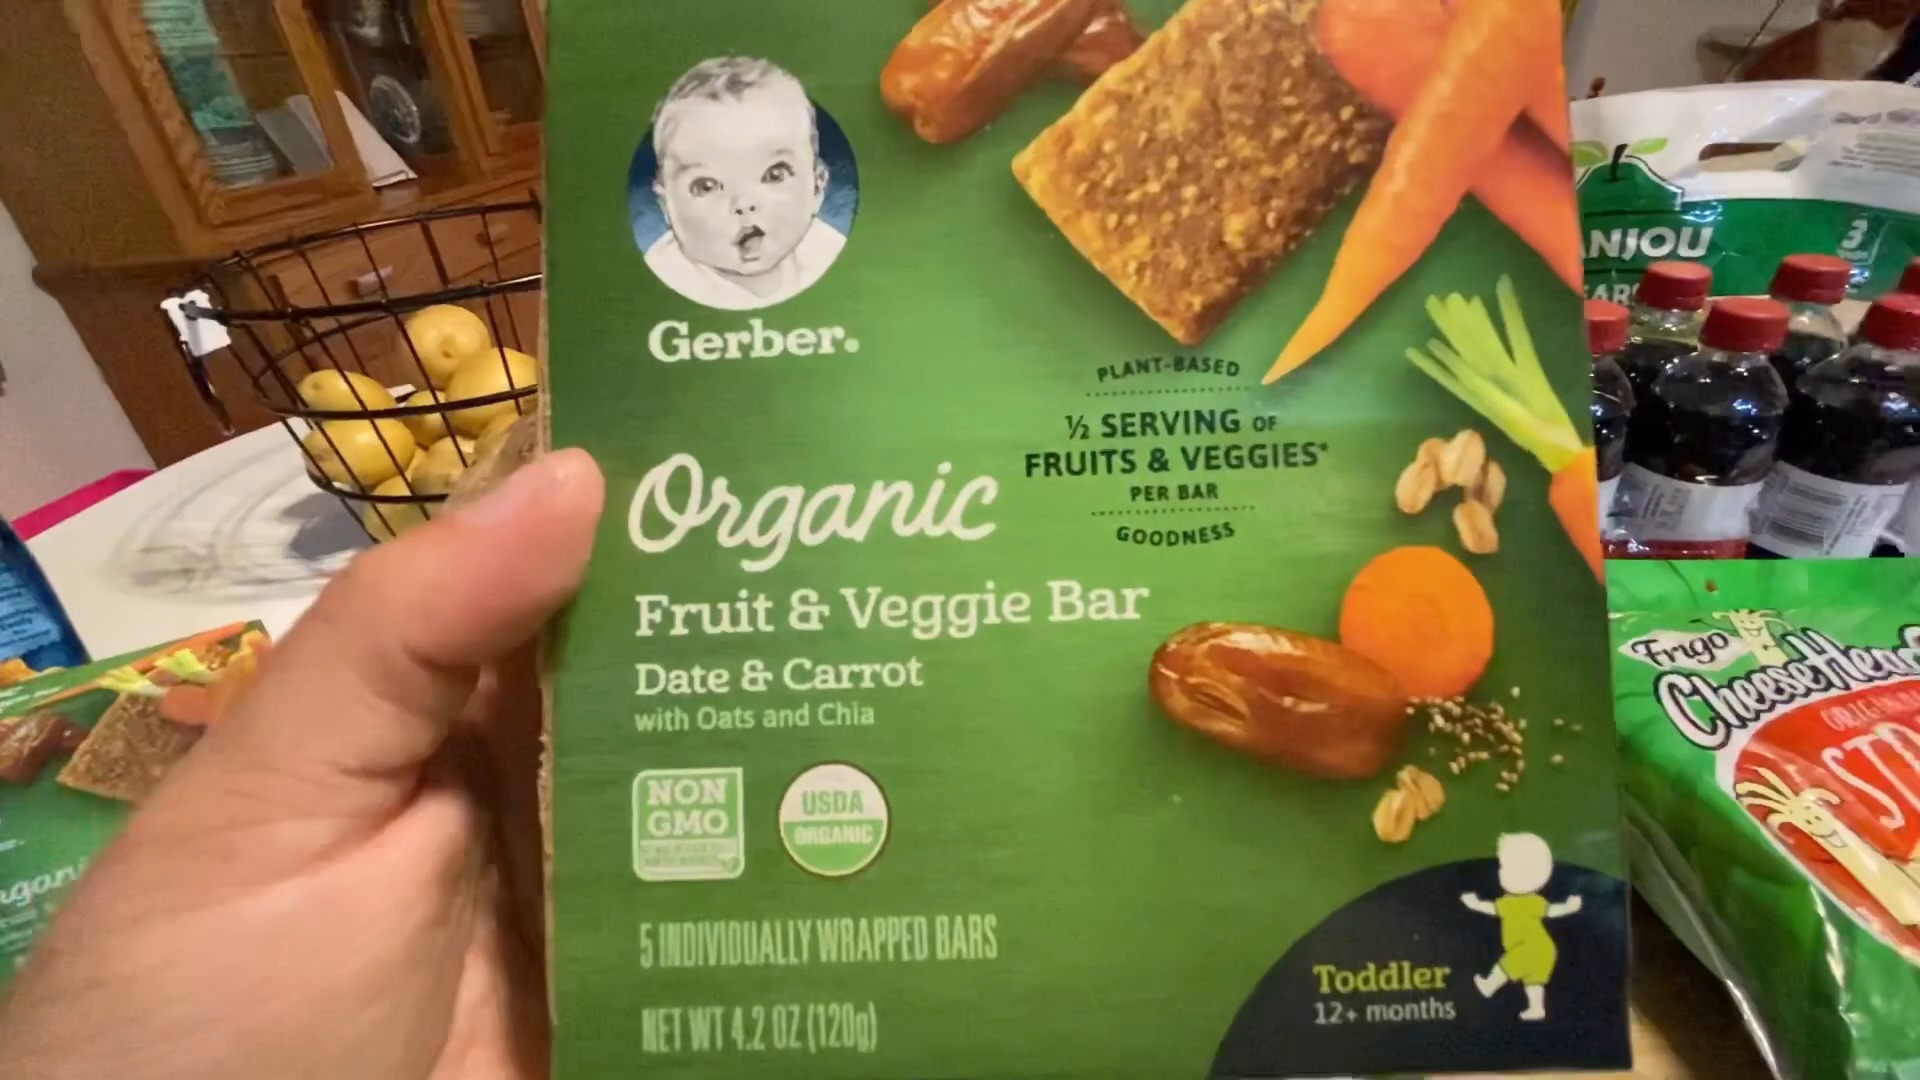 Gerber.
PLANT-BASED
½ SERVING OF
FRUITS & VEGGIES*
PER BAR
GOODNESS
Organic
Fruit & Veggie Bar
Date & Carrot
with Oats and Chia
NON
GMO
USDA
ORGANIC
5 INDIVIDUALLY WRAPPED BARS
NET WT 4.2 OZ (120g)
Toddler
12+ months
ANJOU
3
Frigo